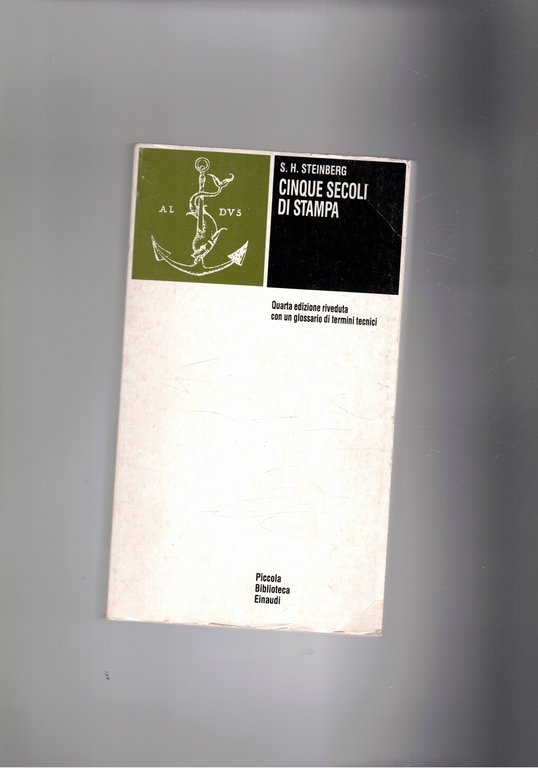 AL DVS
S. H. STEINBERG
CINQUE SECOLI
DI STAMPA
Quarta edizione riveduta
con un glossario di termini tecnici
Piccola
Biblioteca
Einaudi